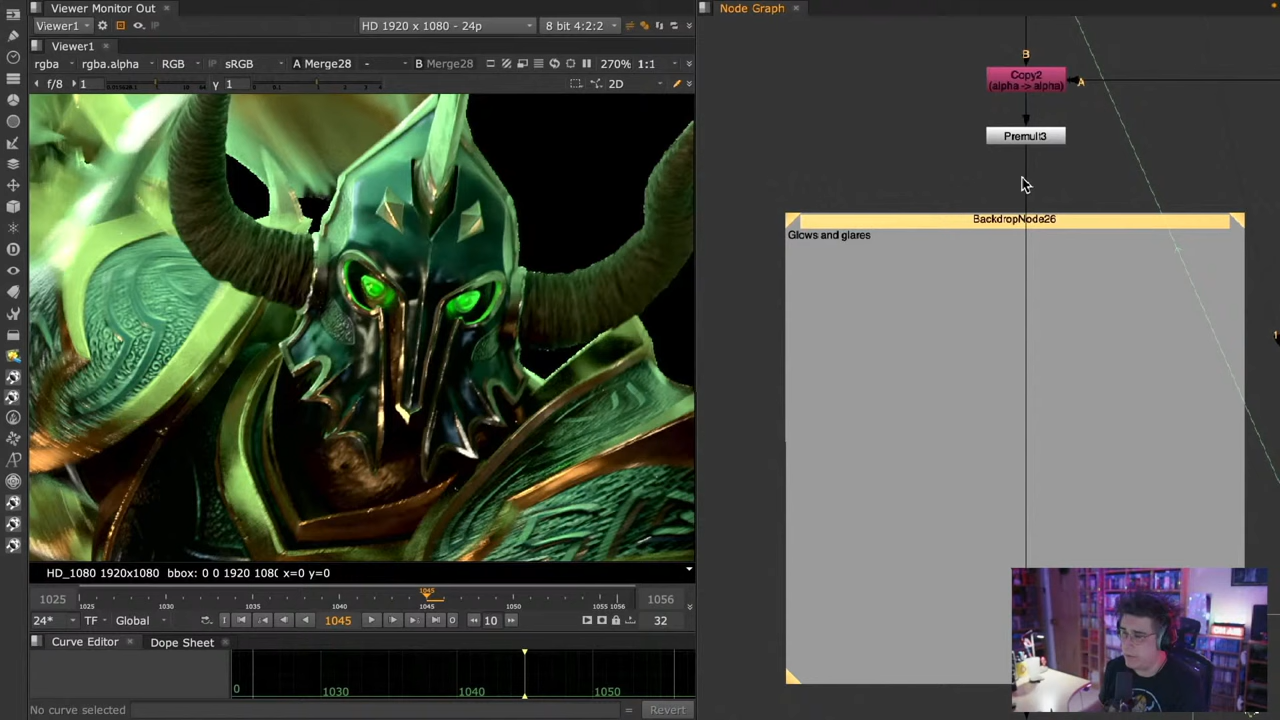 Viewer Monitor Out
Node Graph
Viewer1
HD 1920 x 1080 - 24p
8 bit 4:2:2
Viewer1
rgba
rgba.alpha
RGB
sRGB
A Merge28
-
B Merge28
270%
1:1
f/8
1
γ 1
2D
B
Copy2
(alpha -> alpha)
A
Premult3
BackdropNode26
Glows and glares
HD_1080 1920x1080 bbox: 0 0 1920 108( x=0 y=0
1045
1025
1025
1030
1035
1040
1045
1050
1055
1056
1056
24*
TF
Global
1045
10
32
Curve Editor
Dope Sheet
0
1030
1040
1050
No curve selected
=
Revert